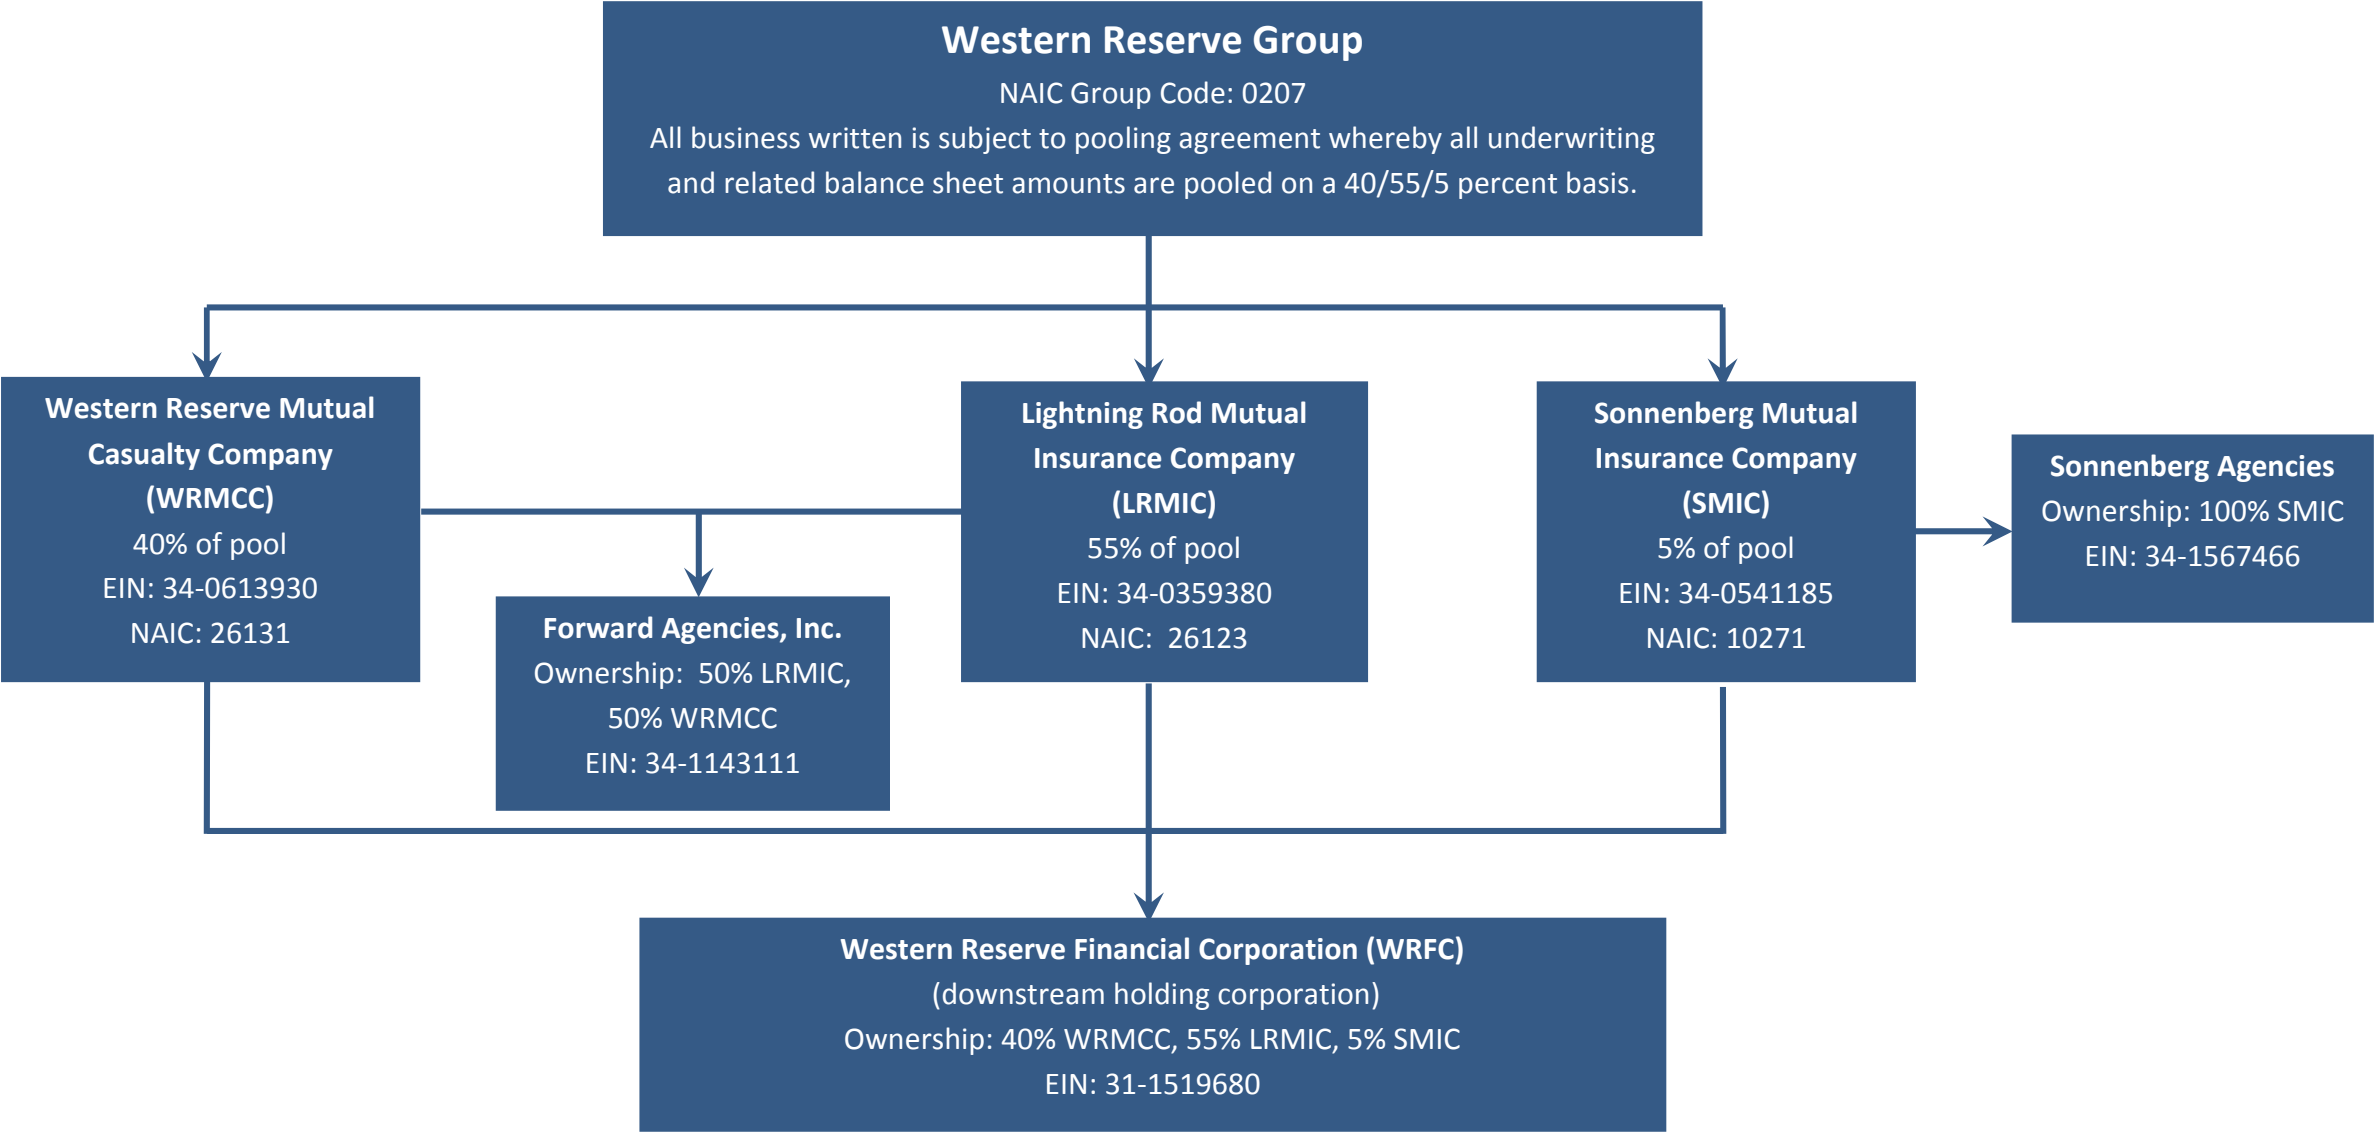 Western Reserve Group
NAIC Group Code: 0207
All business written is subject to pooling agreement whereby all underwriting
and related balance sheet amounts are pooled on a 40/55/5 percent basis.
Western Reserve Mutual
Casualty Company
(WRMCC)
40% of pool
EIN: 34-0613930
NAIC: 26131
Forward Agencies, Inc.
Ownership:  50% LRMIC,
50% WRMCC
EIN: 34-1143111
Lightning Rod Mutual
Insurance Company
(LRMIC)
55% of pool
EIN: 34-0359380
NAIC:  26123
Sonnenberg Mutual
Insurance Company
(SMIC)
5% of pool
EIN: 34-0541185
NAIC: 10271
Sonnenberg Agencies
Ownership: 100% SMIC
EIN: 34-1567466
Western Reserve Financial Corporation (WRFC)
(downstream holding corporation)
Ownership: 40% WRMCC, 55% LRMIC, 5% SMIC
EIN: 31-1519680